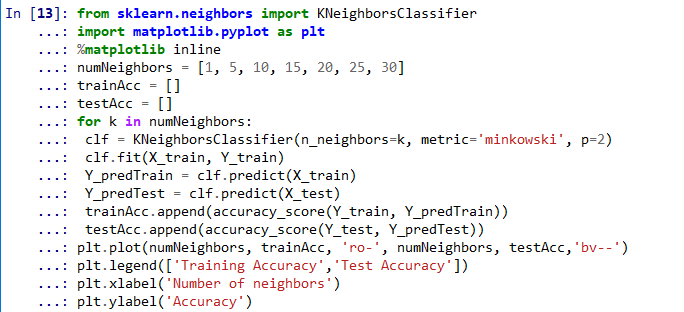 In [13]: from sklearn.neighbors import KNeighborsClassifier
    ...: import matplotlib.pyplot as plt
    ...: %matplotlib inline
    ...: numNeighbors = [1, 5, 10, 15, 20, 25, 30]
    ...: trainAcc = []
    ...: testAcc = []
    ...: for k in numNeighbors:
    ...:  clf = KNeighborsClassifier(n_neighbors=k, metric='minkowski', p=2)
    ...:  clf.fit(X_train, Y_train)
    ...:  Y_predTrain = clf.predict(X_train)
    ...:  Y_predTest = clf.predict(X_test)
    ...:  trainAcc.append(accuracy_score(Y_train, Y_predTrain))
    ...:  testAcc.append(accuracy_score(Y_test, Y_predTest))
    ...: plt.plot(numNeighbors, trainAcc, 'ro-', numNeighbors, testAcc,'bv--')
    ...: plt.legend(['Training Accuracy','Test Accuracy'])
    ...: plt.xlabel('Number of neighbors')
    ...: plt.ylabel('Accuracy')